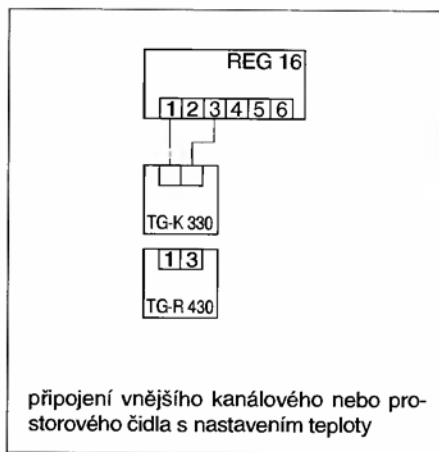 REG 16
1 2 3 4 5 6
TG-K 330
1 3
TG-R 430
připojení vnějšího kanálového nebo pro-
storového čidla s nastavením teploty